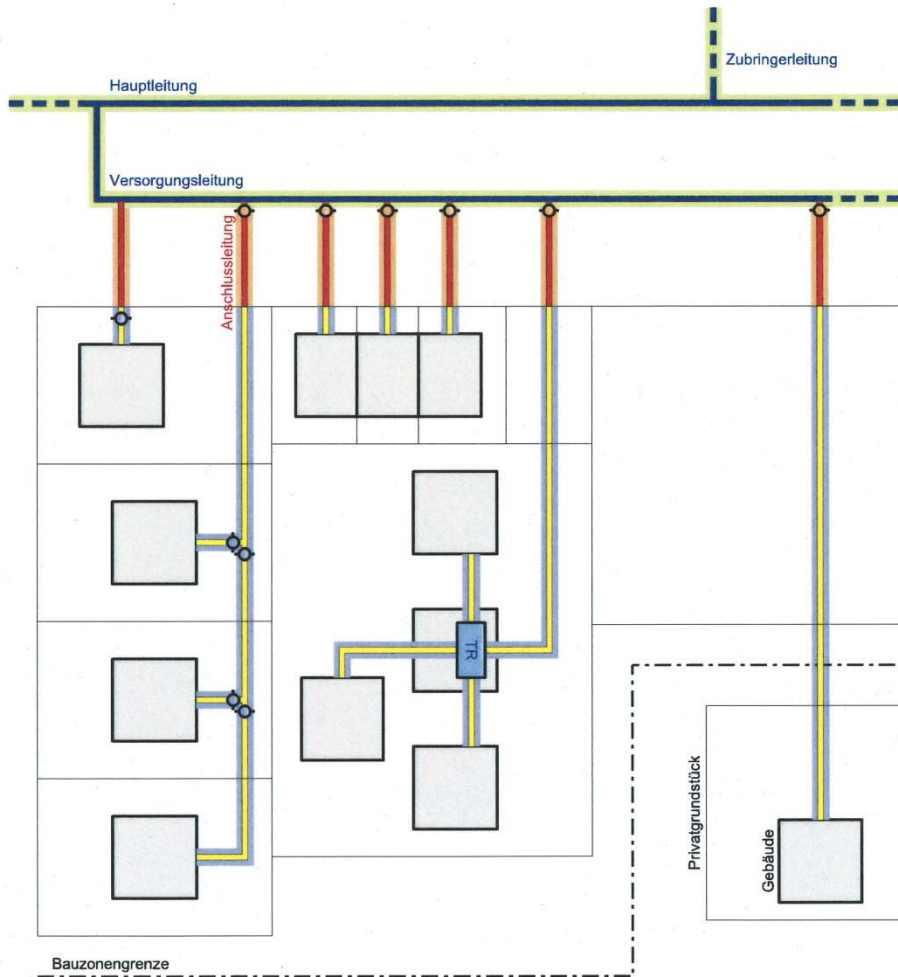 Zubringerleitung
Hauptleitung
Versorgungsleitung
Anschlussleitung
TR
Privatgrundstück
Gebäude
Bauzonengrenze